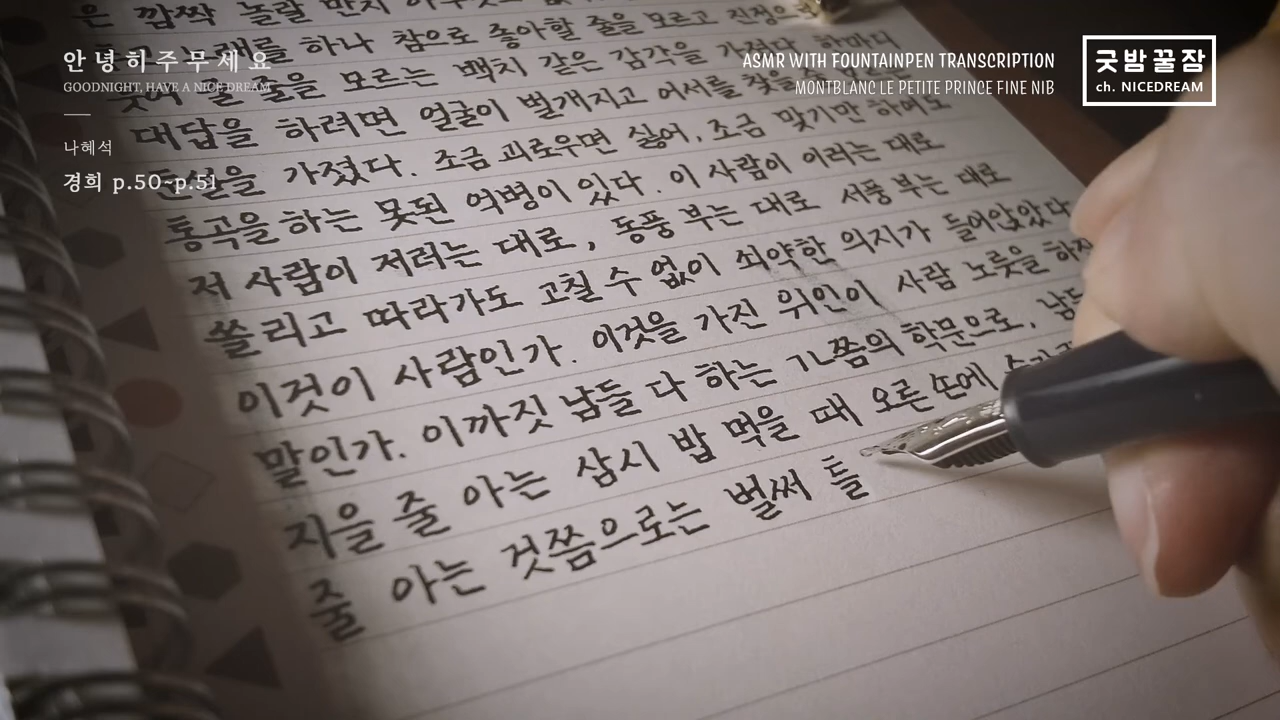 안녕히주무세요
GOODNIGHT, HAVE A NICE DREAM
나혜석
경희 p.50~p.51
ASMR WITH FOUNTAINPEN TRANSCRIPTION
MONTBLANC LE PETITE PRINCE FINE NIB
굿밤꿀잠
ch. NICEDREAM
은 깜짝 놀랄 만치
하나 참으로 좋아할 줄을 모르고 진정으
줄을 모르는 백치 같은 감각을
대답을 하려면 얼굴이 벌개지고 어서를 찾을
가졌다. 조금 괴로우면 싫어, 조금 맞기만 하여도
통곡을 하는 못된 억병이 있다. 이 사람이 이러는 대로
저 사람이 저러는 대로, 동풍 부는 대로 서풍 부는 대로
쏠리고 따라가도 고칠 수 없이 쇠약한 의지가 들어앉았다
이것이 사람인가. 이것을 가진 위인이 사람 노릇을 하잔
말인가. 이까짓 남들 다 하는 ㄱㄴ쯤의 학문으로, 남들
지을 줄 아는 삼시 밥 먹을 때 오른손에
줄 아는 것쯤으로는 벌써 틀